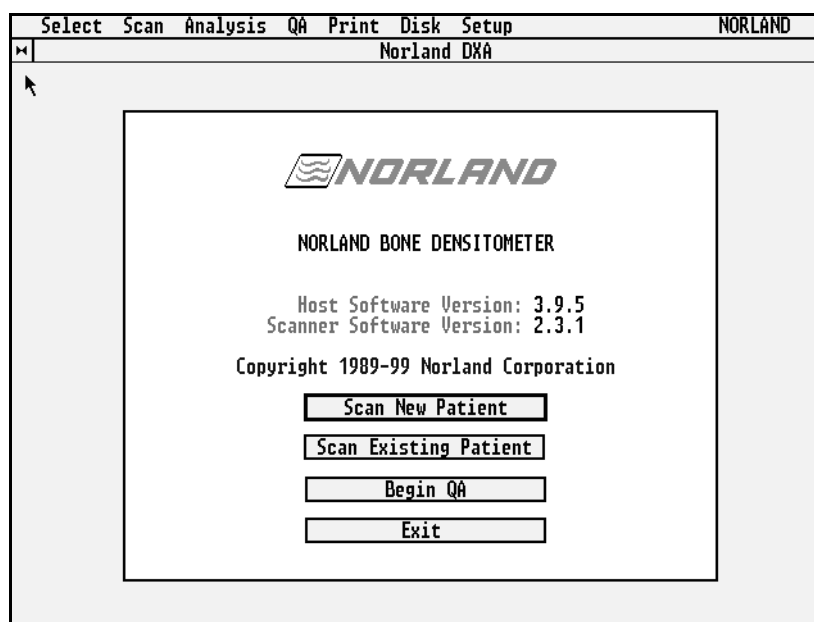 Select Scan Analysis QA Print Disk Setup NORLAND
Norland DXA
NORLAND
NORLAND BONE DENSITOMETER
Host Software Version: 3.9.5
Scanner Software Version: 2.3.1
Copyright 1989-99 Norland Corporation
Scan New Patient
Scan Existing Patient
Begin QA
Exit